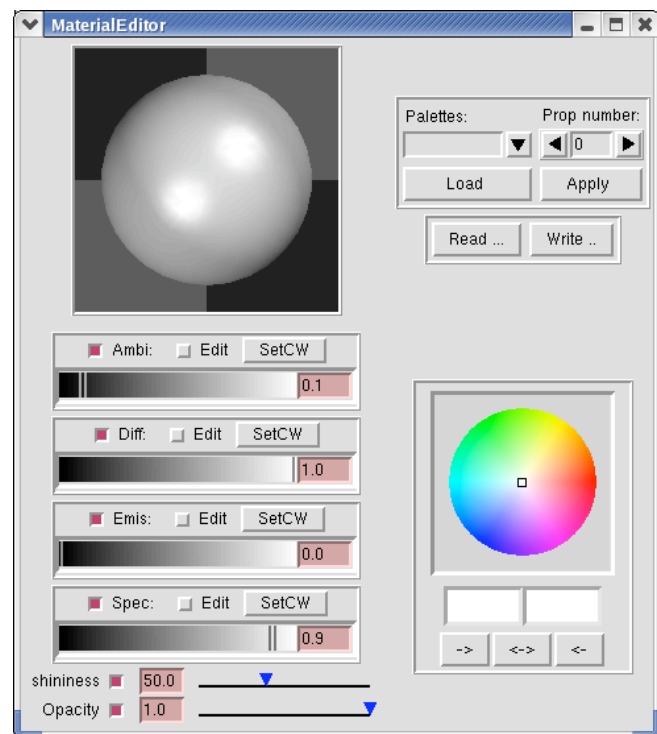 MaterialEditor
Palettes: Prop number:
0
Load Apply
Read ... Write ..
Ambi: Edit SetCW
0.1
Diff: Edit SetCW
1.0
Emis: Edit SetCW
0.0
Spec: Edit SetCW
0.9
-> <-> <-
shininess 50.0
Opacity 1.0